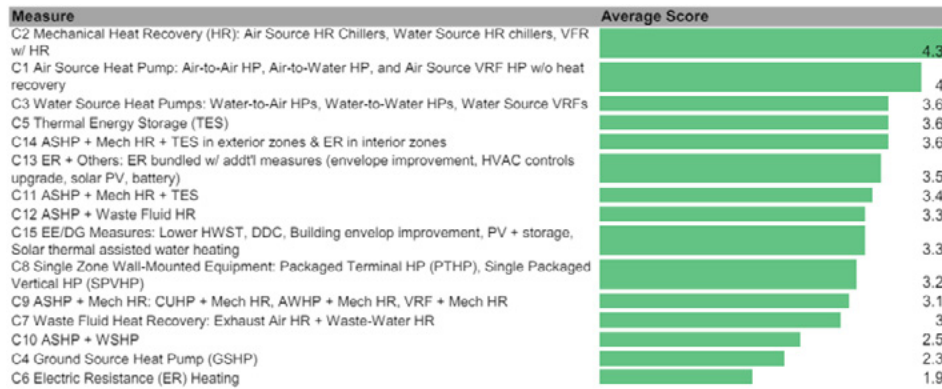 Measure Average Score
C2 Mechanical Heat Recovery (HR): Air Source HR Chillers, Water Source HR chillers, VFR
w/ HR 4.3
C1 Air Source Heat Pump: Air-to-Air HP, Air-to-Water HP, and Air Source VRF HP w/o heat
recovery 4
C3 Water Source Heat Pumps: Water-to-Air HPs, Water-to-Water HPs, Water Source VRFs 3.6
C5 Thermal Energy Storage (TES) 3.6
C14 ASHP + Mech HR + TES in exterior zones & ER in interior zones 3.6
C13 ER + Others: ER bundled w/ addt'l measures (envelope improvement, HVAC controls
upgrade, solar PV, battery) 3.5
C11 ASHP + Mech HR + TES 3.4
C12 ASHP + Waste Fluid HR 3.3
C15 EE/DG Measures: Lower HWST, DDC, Building envelop improvement, PV + storage,
Solar thermal assisted water heating 3.3
C8 Single Zone Wall-Mounted Equipment: Packaged Terminal HP (PTHP), Single Packaged
Vertical HP (SPVHP) 3.2
C9 ASHP + Mech HR: CUHP + Mech HR, AWHP + Mech HR, VRF + Mech HR 3.1
C7 Waste Fluid Heat Recovery: Exhaust Air HR + Waste-Water HR 3
C10 ASHP + WSHP 2.5
C4 Ground Source Heat Pump (GSHP) 2.3
C6 Electric Resistance (ER) Heating 1.9